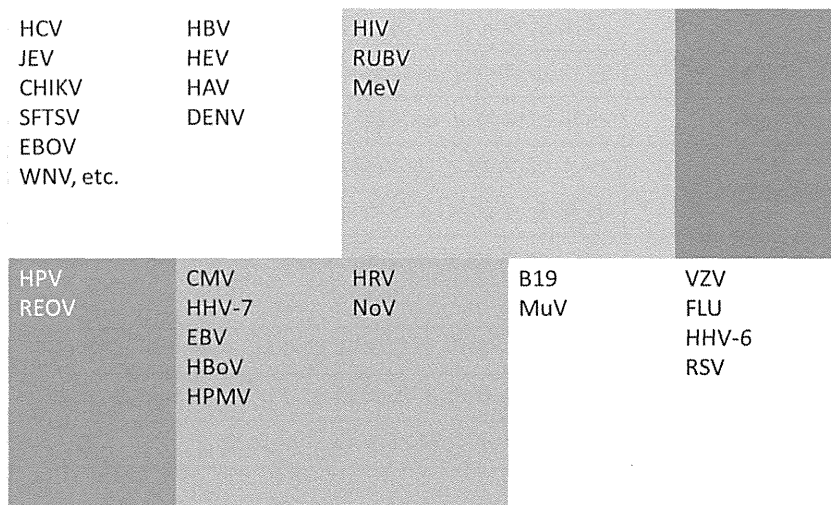 HCV
JEV
CHIKV
SFTSV
EBOV
WNV, etc.
HBV
HEV
HAV
DENV
HIV
RUBV
MeV
HPV
REOV
CMV
HHV-7
EBV
HBoV
HPMV
HRV
NoV
B19
MuV
VZV
FLU
HHV-6
RSV